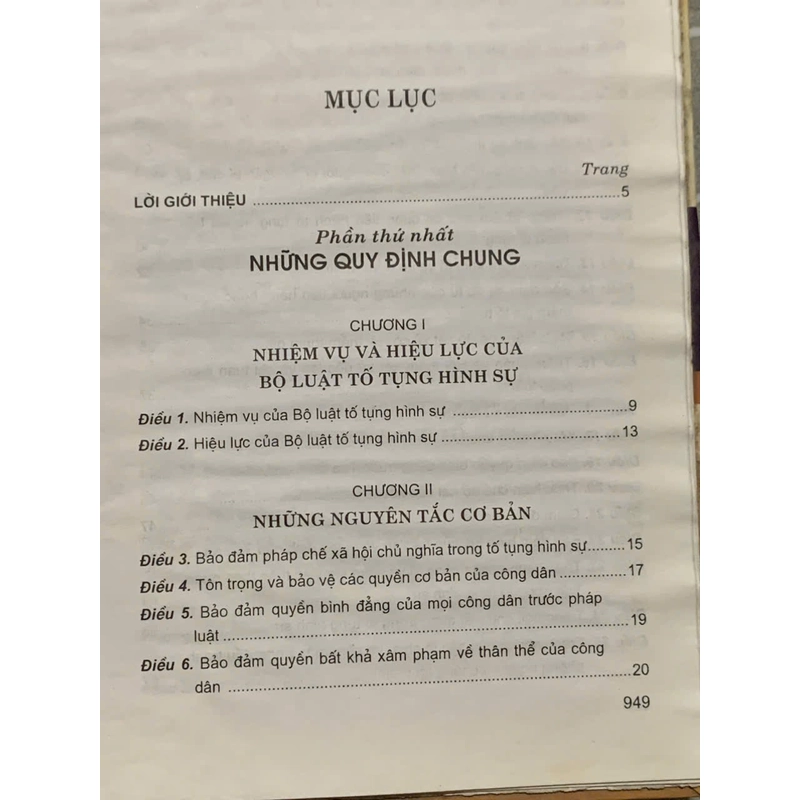 MỤC LỤC
Trang
LỜI GIỚI THIỆU ..........5
Phần thứ nhất
NHỮNG QUY ĐỊNH CHUNG
CHƯƠNG I
NHIỆM VỤ VÀ HIỆU LỰC CỦA
BỘ LUẬT TỐ TỤNG HÌNH SỰ
Điều 1. Nhiệm vụ của Bộ luật tố tụng hình sự ..........9
Điều 2. Hiệu lực của Bộ luật tố tụng hình sự ..........13
CHƯƠNG II
NHỮNG NGUYÊN TẮC CƠ BẢN
Điều 3. Bảo đảm pháp chế xã hội chủ nghĩa trong tố tụng hình sự.........15
Điều 4. Tôn trọng và bảo vệ các quyền cơ bản của công dân ..........17
Điều 5. Bảo đảm quyền bình đẳng của mọi công dân trước pháp
luật ..........19
Điều 6. Bảo đảm quyền bất khả xâm phạm về thân thể của công
dân ..........20
949